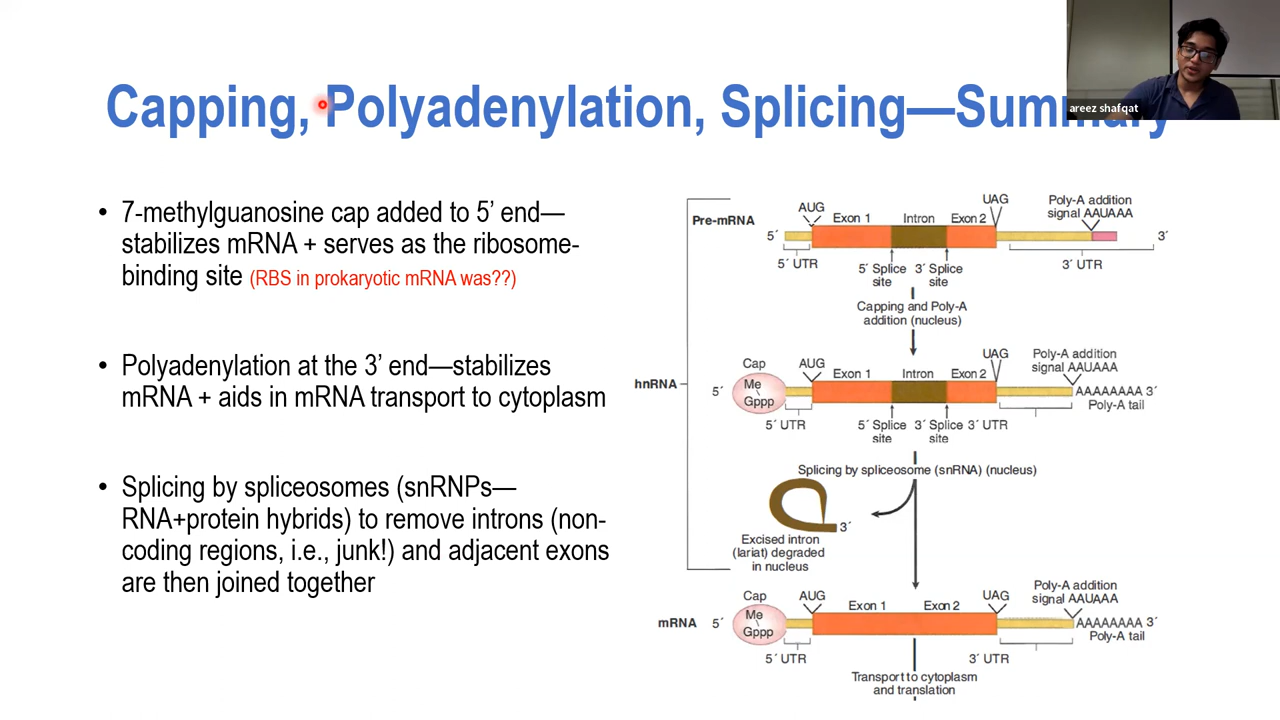 areez shafqat
Capping, Polyadenylation, Splicing—Summary
• 7-methylguanosine cap added to 5’ end—
stabilizes mRNA + serves as the ribosome-
binding site (RBS in prokaryotic mRNA was??)
• Polyadenylation at the 3’ end—stabilizes
mRNA + aids in mRNA transport to cytoplasm
• Splicing by spliceosomes (snRNPs—
RNA+protein hybrids) to remove introns (non-
coding regions, i.e., junk!) and adjacent exons
are then joined together
Pre-mRNA
AUG
Exon 1
Intron
Exon 2
UAG
Poly-A addition
signal AAUAAA
5´
3´
5´ UTR
5´ Splice
site
3´ Splice
site
3´ UTR
Capping and Poly-A
addition (nucleus)
hnRNA
Cap
AUG
Exon 1
Intron
Exon 2
UAG
Poly-A addition
signal AAUAAA
5´
Me
Gppp
AAAAAAAA 3´
Poly-A tail
5´ UTR
5´ Splice
site
3´ Splice
site
3´ UTR
Splicing by spliceosome (snRNA) (nucleus)
3´
Excised intron
(lariat) degraded
in nucleus
mRNA
Cap
AUG
Exon 1
Exon 2
UAG
Poly-A addition
signal AAUAAA
5´
Me
Gppp
AAAAAAAA 3´
Poly-A tail
5´ UTR
3´ UTR
Transport to cytoplasm
and translation